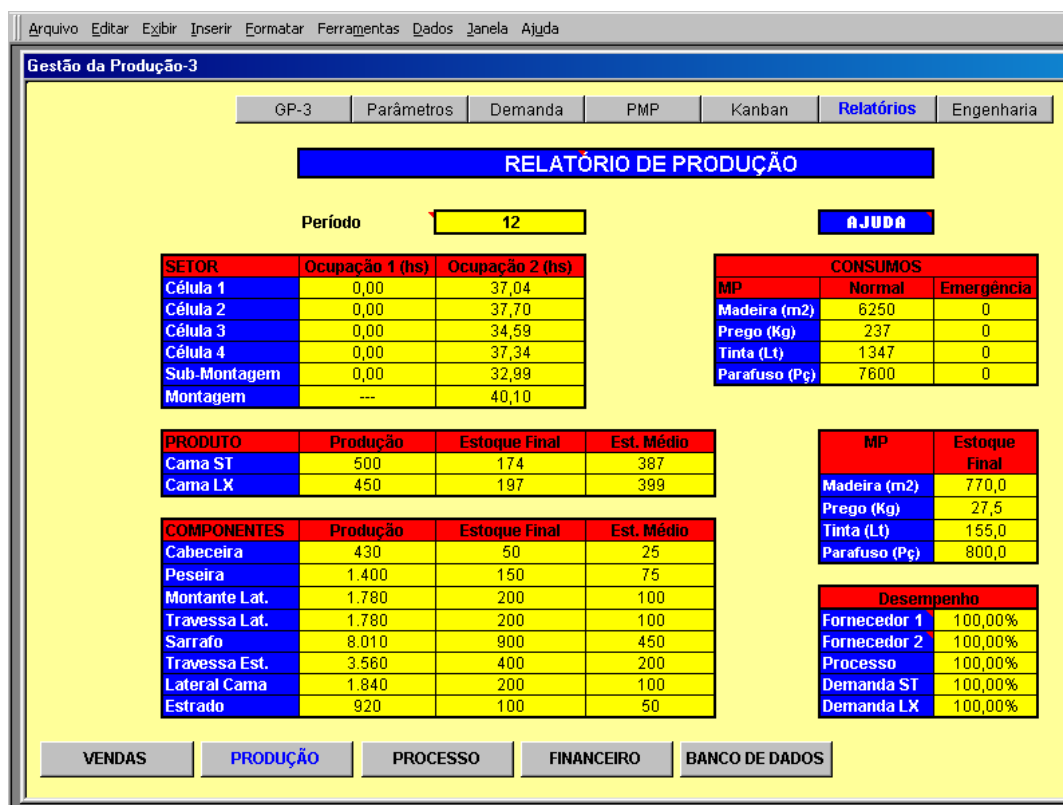 Arquivo Editar Exibir Inserir Formatar Ferramentas Dados Janela Ajuda
Gestão da Produção-3
GP-3 Parâmetros Demanda PMP Kanban Relatórios Engenharia
RELATÓRIO DE PRODUÇÃO
Período 12 AJUDA
SETOR Ocupação 1 (hs) Ocupação 2 (hs)
Célula 1 0,00 37,04
Célula 2 0,00 37,70
Célula 3 0,00 34,59
Célula 4 0,00 37,34
Sub-Montagem 0,00 32,99
Montagem --- 40,10
CONSUMOS
MP Normal Emergência
Madeira (m2) 6250 0
Prego (Kg) 237 0
Tinta (Lt) 1347 0
Parafuso (Pç) 7600 0
PRODUTO Produção Estoque Final Est. Médio
Cama ST 500 174 387
Cama LX 450 197 399
MP Estoque
Final
Madeira (m2) 770,0
Prego (Kg) 27,5
Tinta (Lt) 155,0
Parafuso (Pç) 800,0
COMPONENTES Produção Estoque Final Est. Médio
Cabeceira 430 50 25
Peseira 1.400 150 75
Montante Lat. 1.780 200 100
Travessa Lat. 1.780 200 100
Sarrafo 8.010 900 450
Travessa Est. 3.560 400 200
Lateral Cama 1.840 200 100
Estrado 920 100 50
Desempenho
Fornecedor 1 100,00%
Fornecedor 2 100,00%
Processo 100,00%
Demanda ST 100,00%
Demanda LX 100,00%
VENDAS PRODUÇÃO PROCESSO FINANCEIRO BANCO DE DADOS